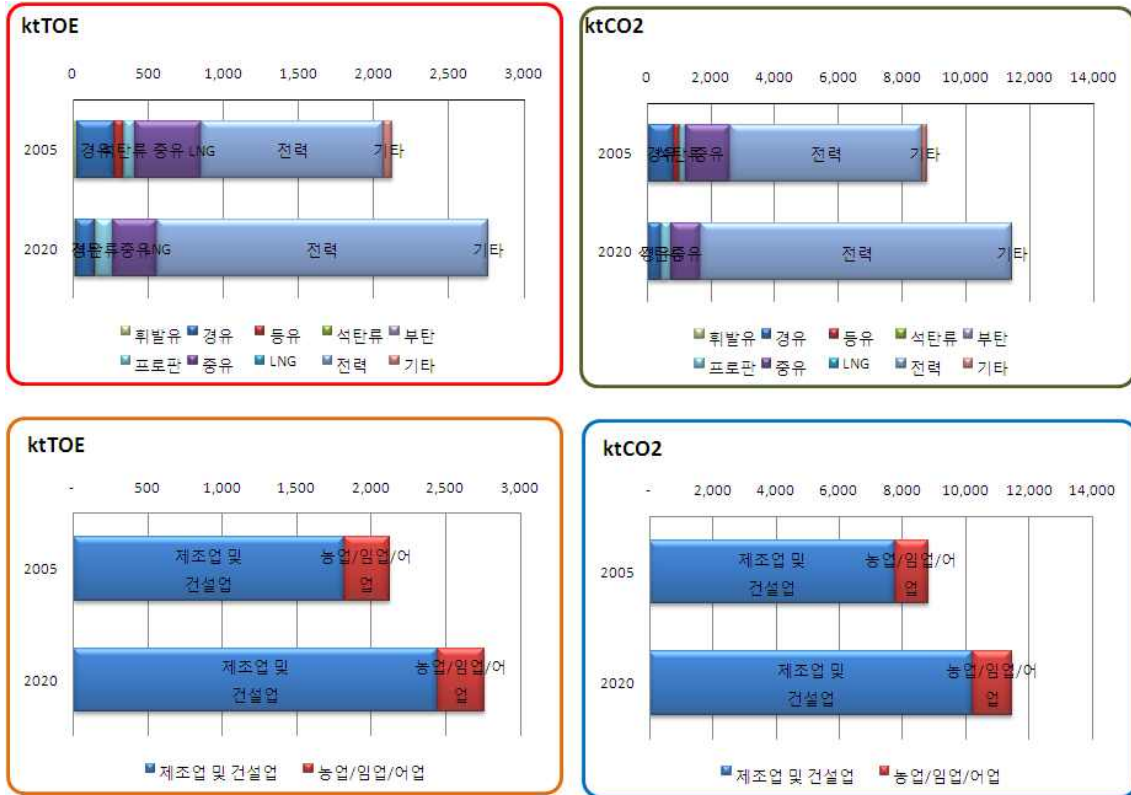 ktTOE
0 500 1,000 1,500 2,000 2,500 3,000
2005 경유 석탄류 중유 LNG 전력 기타
2020 경유 중유 LNG 전력 기타
휘발유 경유 등유 석탄류 부탄
프로판 중유 LNG 전력 기타
ktCO2
0 2,000 4,000 6,000 8,000 10,000 12,000 14,000
2005 경유 중유 전력 기타
2020 중유 전력 기타
휘발유 경유 등유 석탄류 부탄
프로판 중유 LNG 전력 기타
ktTOE
- 500 1,000 1,500 2,000 2,500 3,000
2005 제조업 및 건설업 농업/임업/어업
2020 제조업 및 건설업 농업/임업/어업
제조업 및 건설업 농업/임업/어업
ktCO2
- 2,000 4,000 6,000 8,000 10,000 12,000 14,000
2005 제조업 및 건설업 농업/임업/어업
2020 제조업 및 건설업 농업/임업/어업
제조업 및 건설업 농업/임업/어업